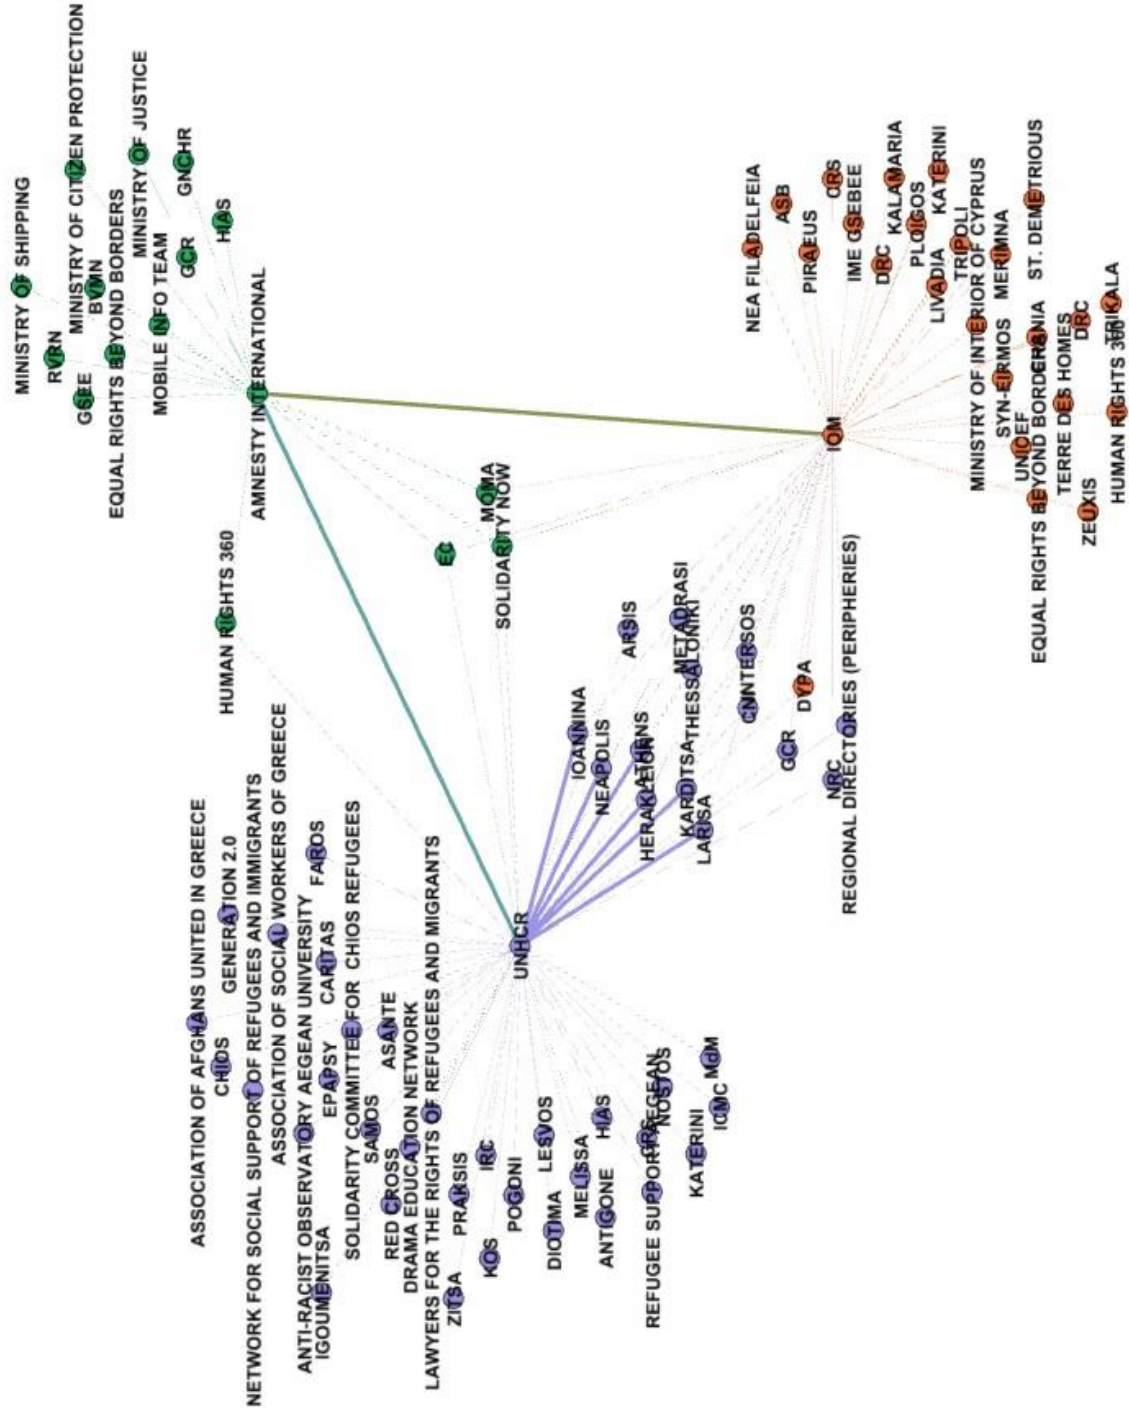 MINISTRY OF SHIPPING
RVRN
MINISTRY OF CITIZEN PROTECTION
GSEE
BVMN
EQUAL RIGHTS BEYOND BORDERS
MINISTRY OF JUSTICE
MOBILE INFO TEAM
GNCHR
GCR
HIAS
AMNESTY INTERNATIONAL
HUMAN RIGHTS 360
EC
MOMA
SOLIDARITY NOW
ASSOCIATION OF AFGHANS UNITED IN GREECE
CHIOS
GENERATION 2.0
NETWORK FOR SOCIAL SUPPORT OF REFUGEES AND IMMIGRANTS
ASSOCIATION OF SOCIAL WORKERS OF GREECE
ANTI-RACIST OBSERVATORY AEGEAN UNIVERSITY
FAROS
IGOUMENITSA
EPAPSY
CARITAS
SOLIDARITY COMMITTEE FOR CHIOS REFUGEES
SAMOS
ASANTE
RED CROSS
DRAMA EDUCATION NETWORK
LAWYERS FOR THE RIGHTS OF REFUGEES AND MIGRANTS
ZITSA
PRAKSIS
IRC
KOS
POGONI
UNHCR
LESVOS
DIOTIMA
MELISSA
HIAS
ANTIGONE
REFUGEE SUPPORT AEGEAN
CRS
NOSTOS
KATERINI
MdM
ICMC
IOANNINA
NEAPOLIS
ARSIS
ATHENS
HERAKLEION
METADRASI
THESSALONIKI
KARDITSA
LARISA
INTERSOS
GCR
DYPA
NRC
REGIONAL DIRECTORIES (PERIPHERIES)
IOM
NEA FILADELFEIA
ASB
PIRAEUS
CRS
IME GSEBEE
DRC
KALAMARIA
PLOIGOS
KATERINI
LIVADIA
TRIPOLI
MINISTRY OF INTERIOR OF CYPRUS
MERIMNA
SYN-EIRMOS
ST. DEMETRIOUS
UNICEF
EQUAL RIGHTS BEYOND BORDERS
TERRE DES HOMES
DRC
ZEUXIS
TRIKALA
HUMAN RIGHTS 360